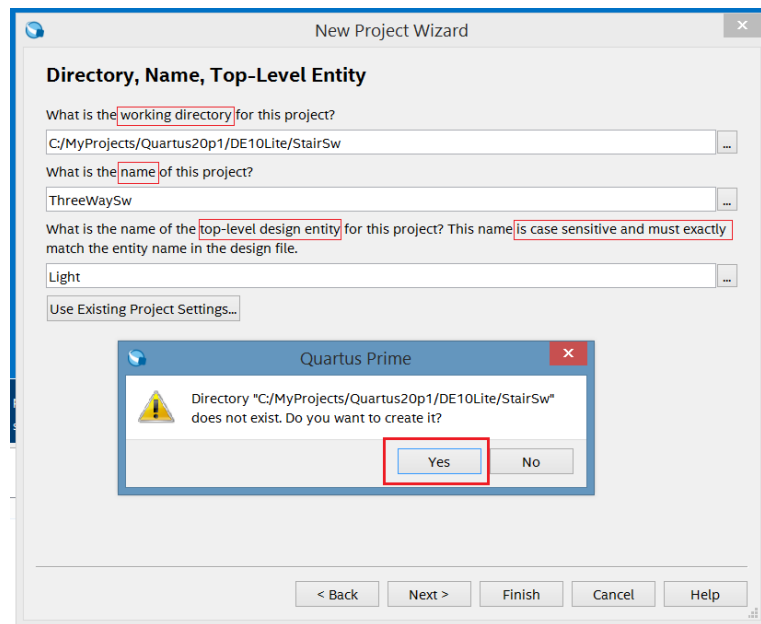 New Project Wizard
×
Directory, Name, Top-Level Entity
What is the working directory for this project?
C:/MyProjects/Quartus20p1/DE10Lite/StairSw
...
What is the name of this project?
ThreeWaySw
...
What is the name of the top-level design entity for this project? This name is case sensitive and must exactly
match the entity name in the design file.
Light
...
Use Existing Project Settings...
Quartus Prime
×
Directory "C:/MyProjects/Quartus20p1/DE10Lite/StairSw"
does not exist. Do you want to create it?
Yes
No
< Back
Next >
Finish
Cancel
Help